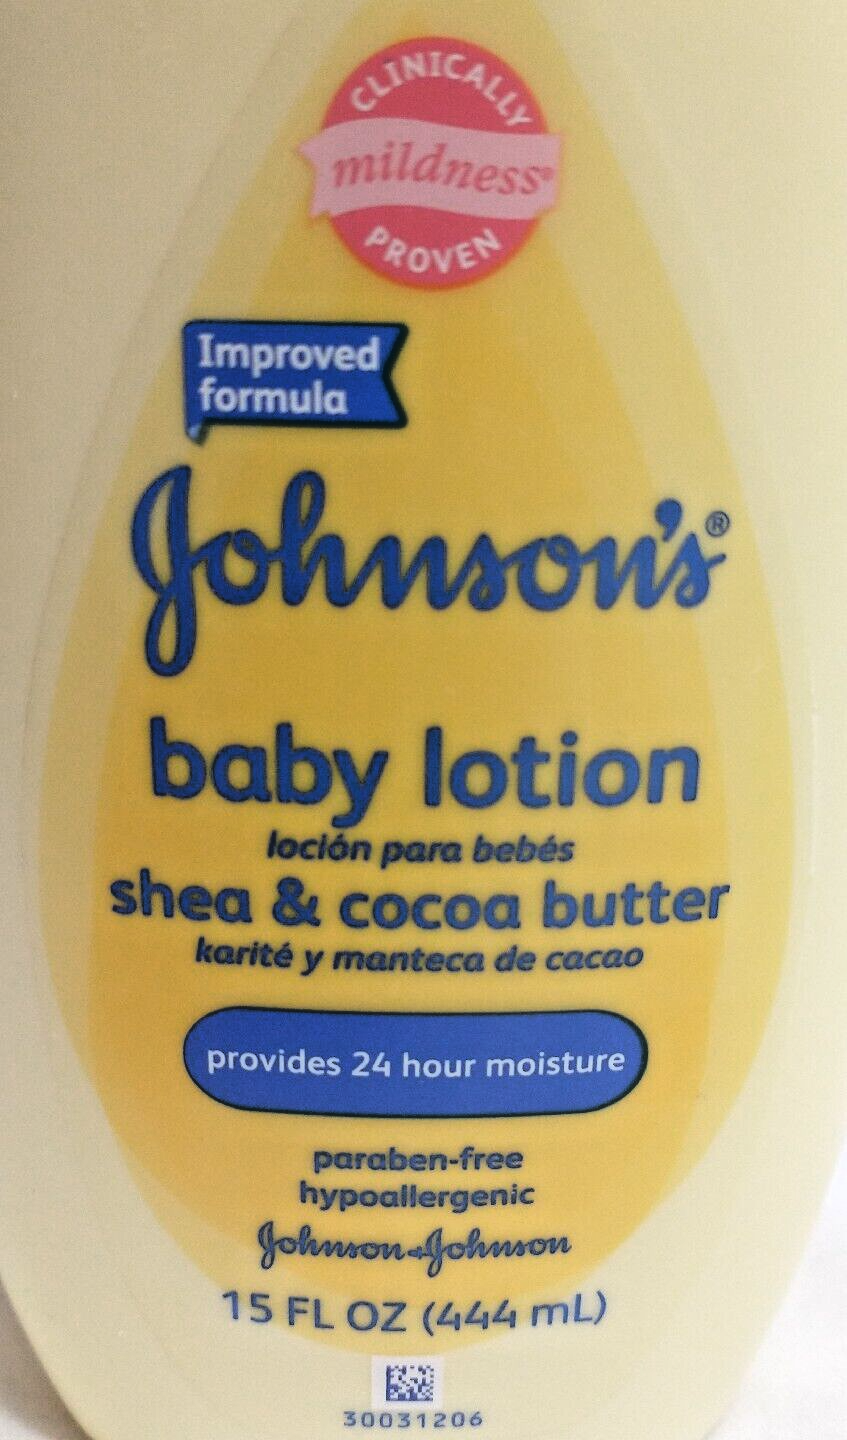 CLINICALLY
mildness®
PROVEN
Improved
formula
Johnson's®
baby lotion
loción para bebés
shea & cocoa butter
karité y manteca de cacao
provides 24 hour moisture
paraben-free
hypoallergenic
Johnson+Johnson
15 FL OZ (444 mL)
30031206